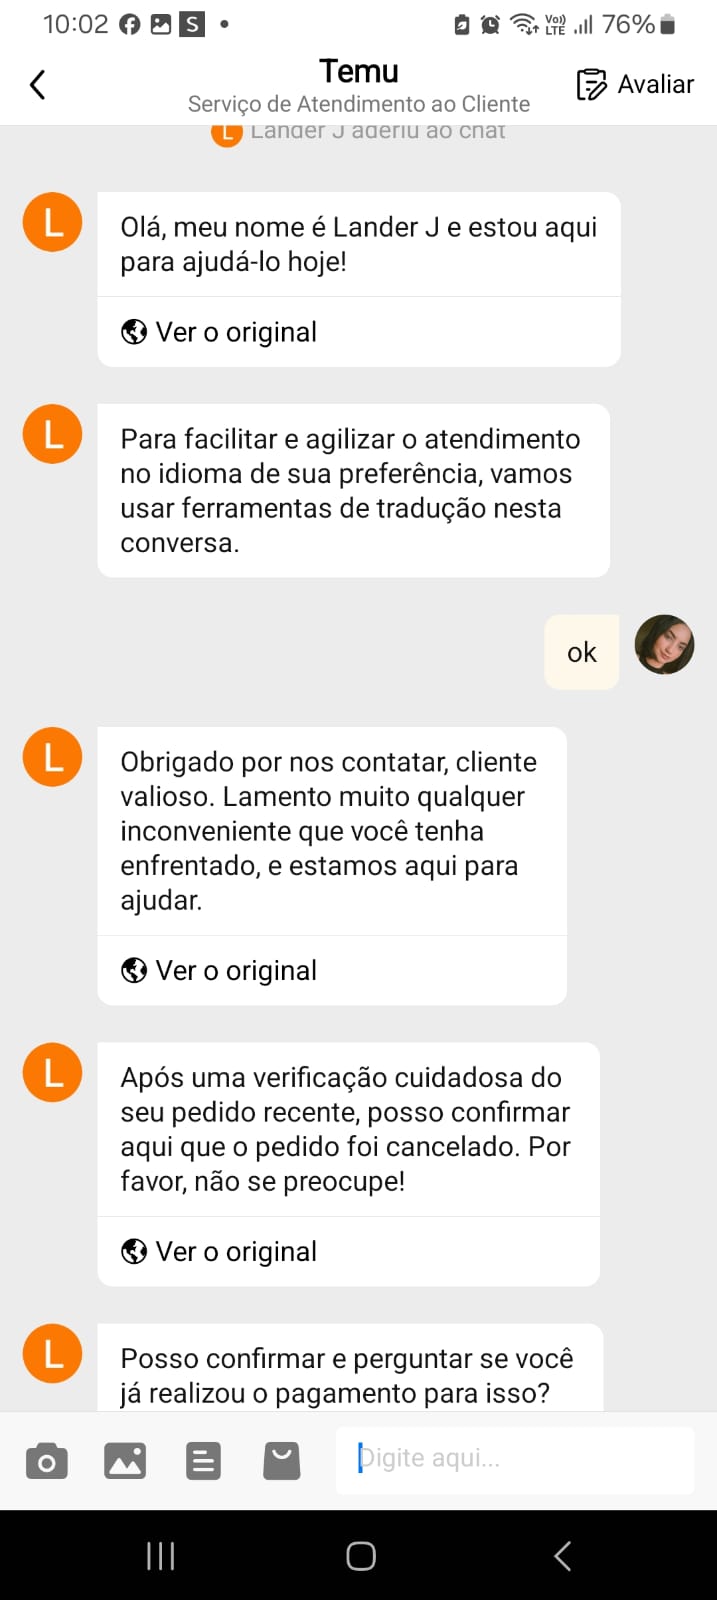 10:02 S
Vo))
LTE
76%
Temu
Serviço de Atendimento ao Cliente
Avaliar
L Lander J aderiu ao chat
L
Olá, meu nome é Lander J e estou aqui
para ajudá-lo hoje!
Ver o original
L
Para facilitar e agilizar o atendimento
no idioma de sua preferência, vamos
usar ferramentas de tradução nesta
conversa.
ok
L
Obrigado por nos contatar, cliente
valioso. Lamento muito qualquer
inconveniente que você tenha
enfrentado, e estamos aqui para
ajudar.
Ver o original
L
Após uma verificação cuidadosa do
seu pedido recente, posso confirmar
aqui que o pedido foi cancelado. Por
favor, não se preocupe!
Ver o original
L
Posso confirmar e perguntar se você
já realizou o pagamento para isso?
Digite aqui...